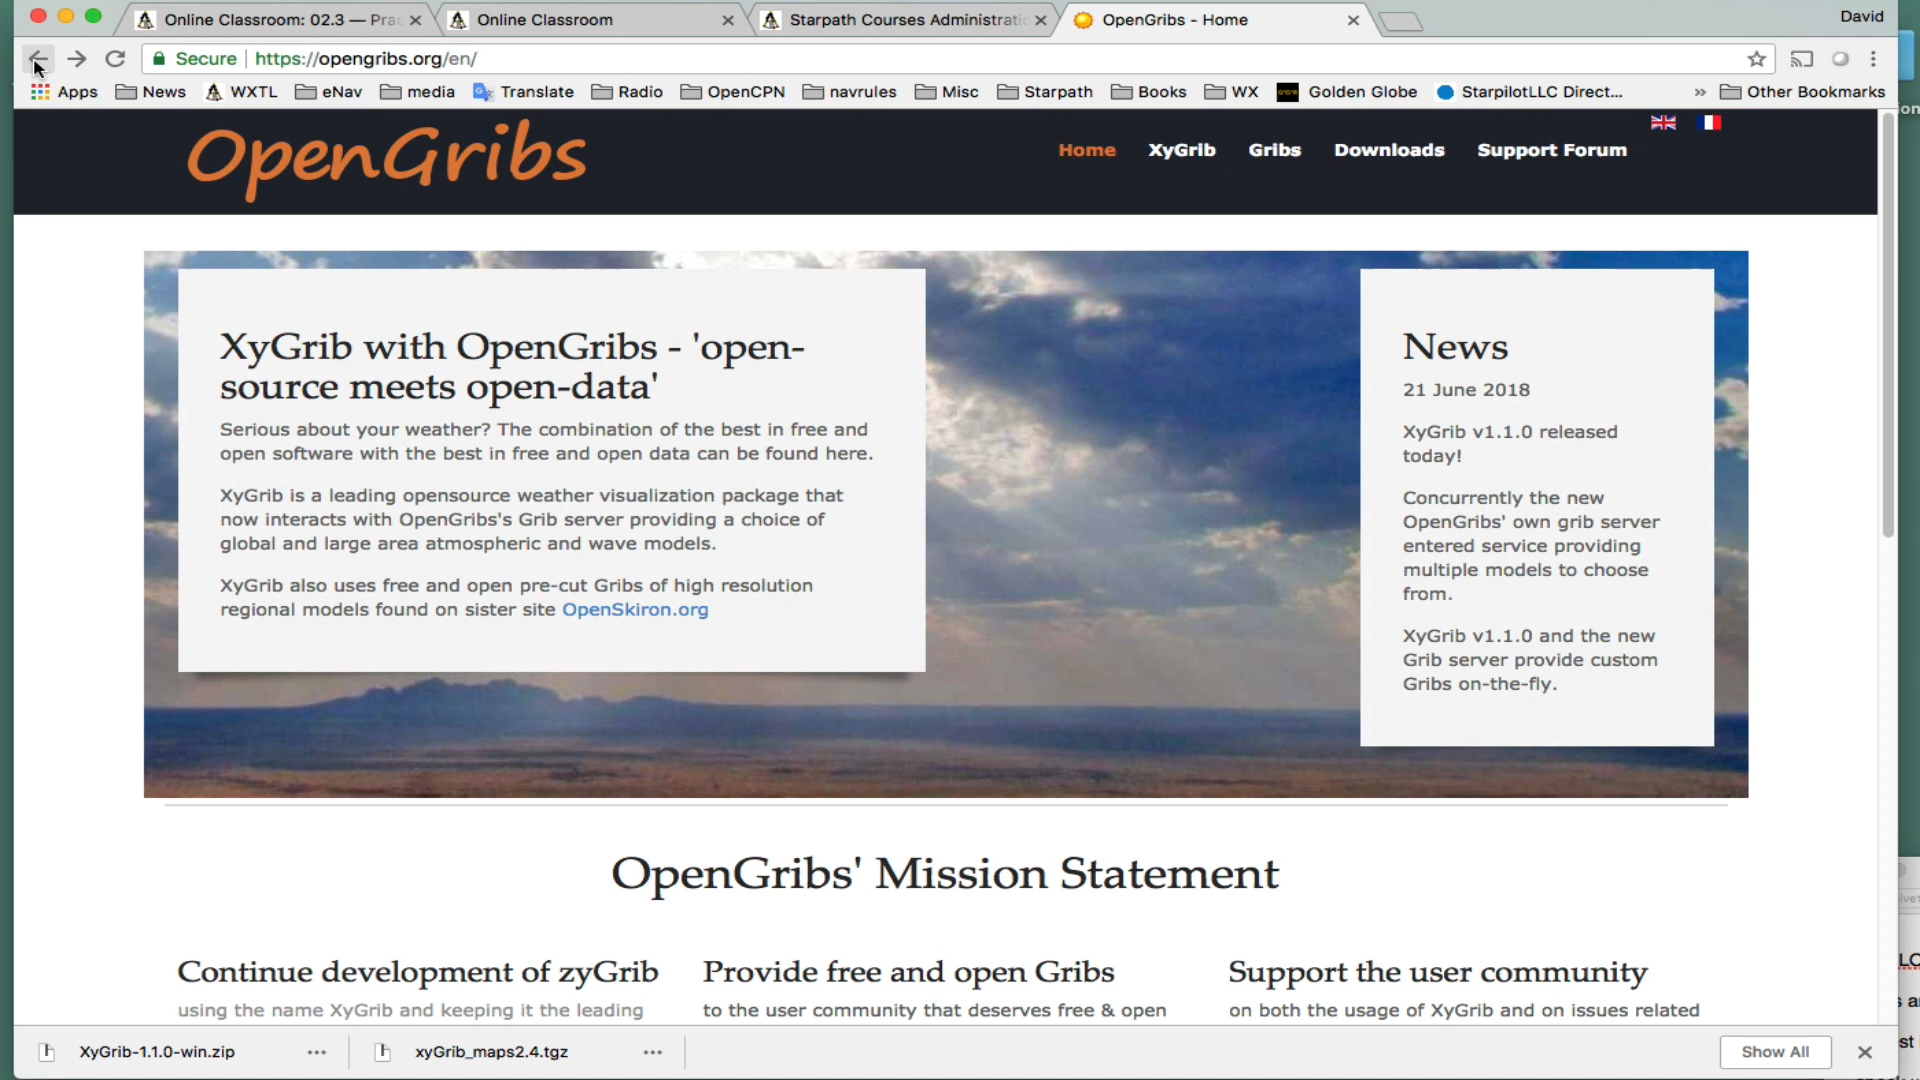 Online Classroom: 02.3 — Prac
Online Classroom
Starpath Courses Administratio
OpenGribs - Home
David
Secure
https://opengribs.org/en/
Apps
News
WXTL
eNav
media
Translate
Radio
OpenCPN
navrules
Misc
Starpath
Books
WX
Golden Globe
StarpilotLLC Direct...
»
Other Bookmarks
OpenGribs
Home
XyGrib
Gribs
Downloads
Support Forum
XyGrib with OpenGribs - 'open-
source meets open-data'
Serious about your weather? The combination of the best in free and
open software with the best in free and open data can be found here.
XyGrib is a leading opensource weather visualization package that
now interacts with OpenGribs's Grib server providing a choice of
global and large area atmospheric and wave models.
XyGrib also uses free and open pre-cut Gribs of high resolution
regional models found on sister site OpenSkiron.org
News
21 June 2018
XyGrib v1.1.0 released
today!
Concurrently the new
OpenGribs' own grib server
entered service providing
multiple models to choose
from.
XyGrib v1.1.0 and the new
Grib server provide custom
Gribs on-the-fly.
OpenGribs' Mission Statement
Continue development of zyGrib
using the name XyGrib and keeping it the leading
Provide free and open Gribs
to the user community that deserves free & open
Support the user community
on both the usage of XyGrib and on issues related
XyGrib-1.1.0-win.zip
xyGrib_maps2.4.tgz
Show All